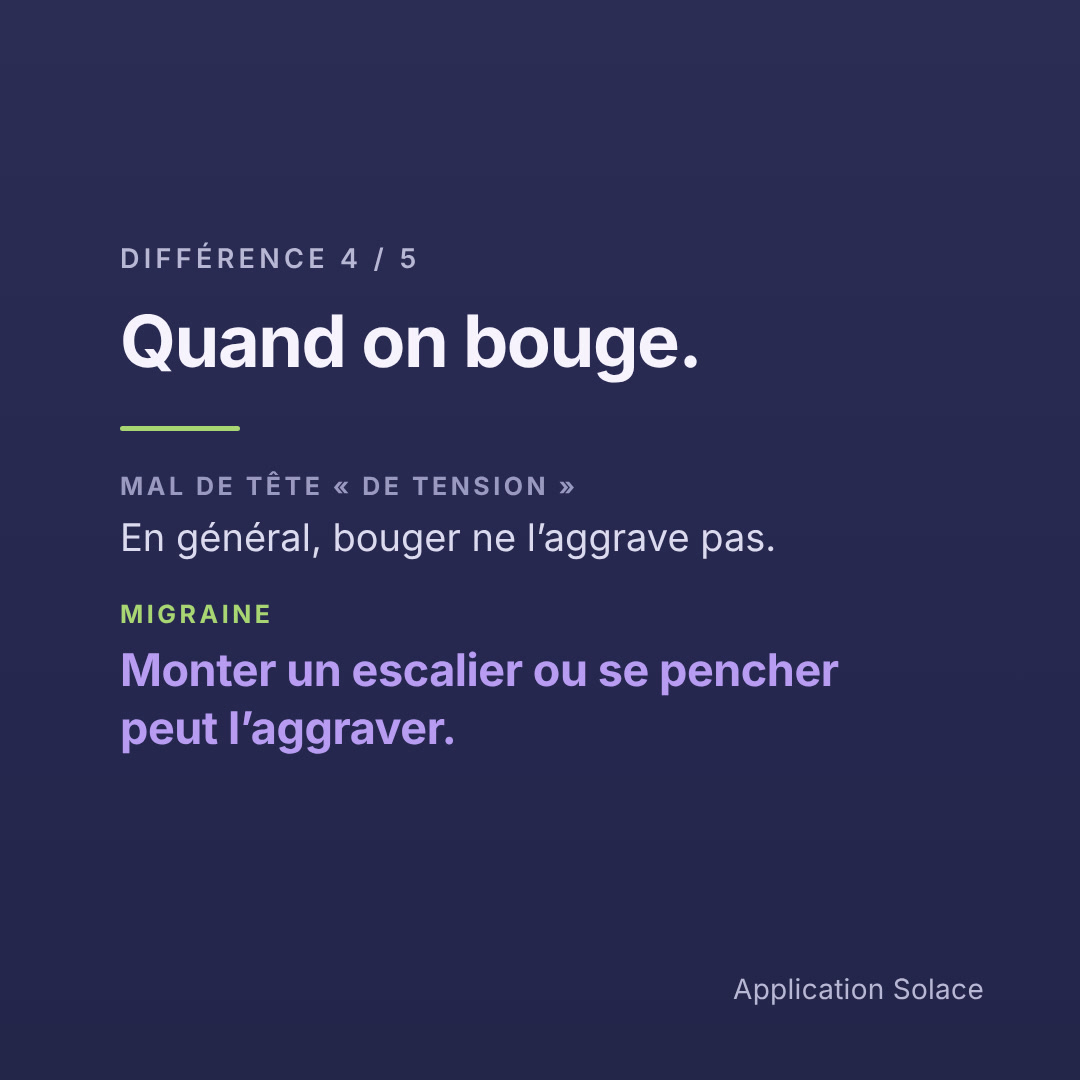 DIFFÉRENCE 4 / 5
Quand on bouge.
MAL DE TÊTE « DE TENSION »
En général, bouger ne l’aggrave pas.
MIGRAINE
Monter un escalier ou se pencher
peut l’aggraver.
Application Solace